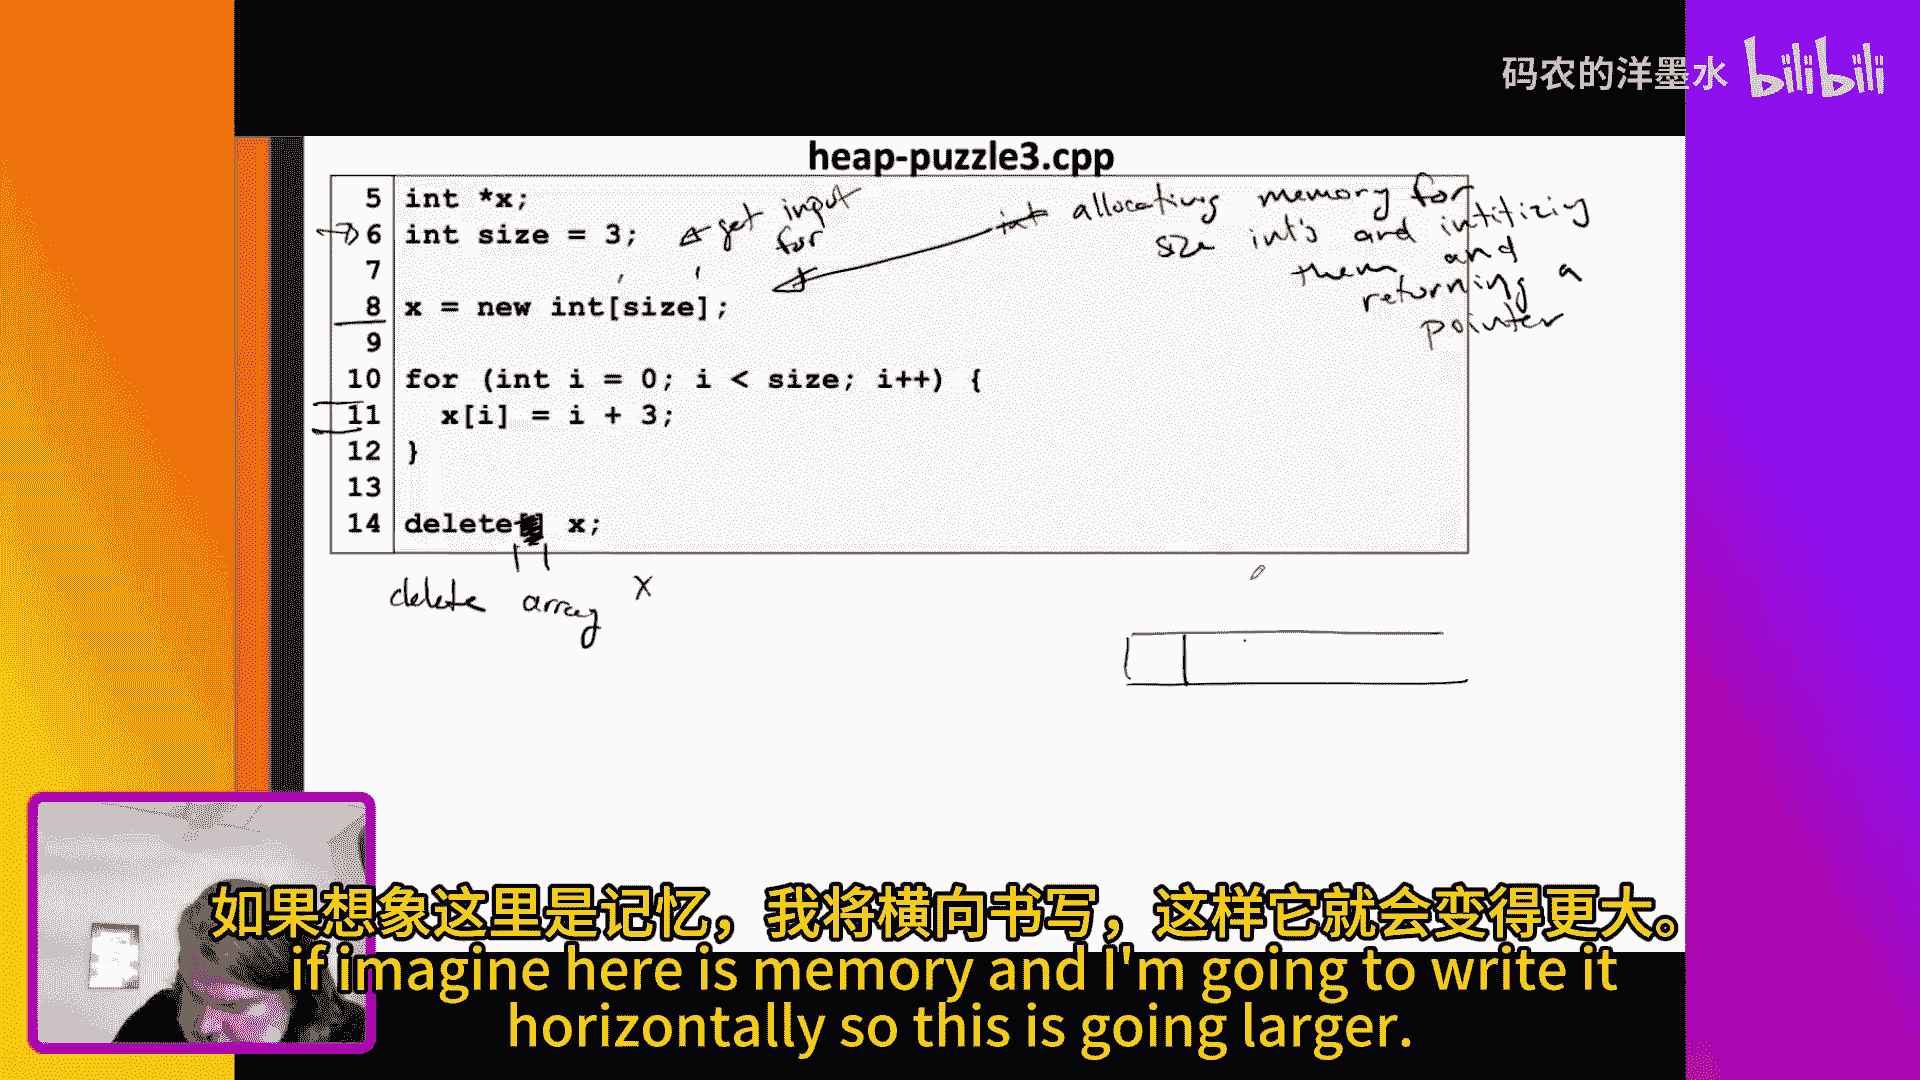 码农的洋墨水 bilibili
heap-puzzle3.cpp
5 int *x;
6 int size = 3;
7
8 x = new int[size];
9
10 for (int i = 0; i < size; i++) {
11 x[i] = i + 3;
12 }
13
14 delete[] x;
get input
for
allocating memory for
size int's and intitiziy
them and
returning a
pointer
delete array x
如果想象这里是记忆，我将横向书写，这样它就会变得更大。
if imagine here is memory and I'm going to write it
horizontally so this is going larger.